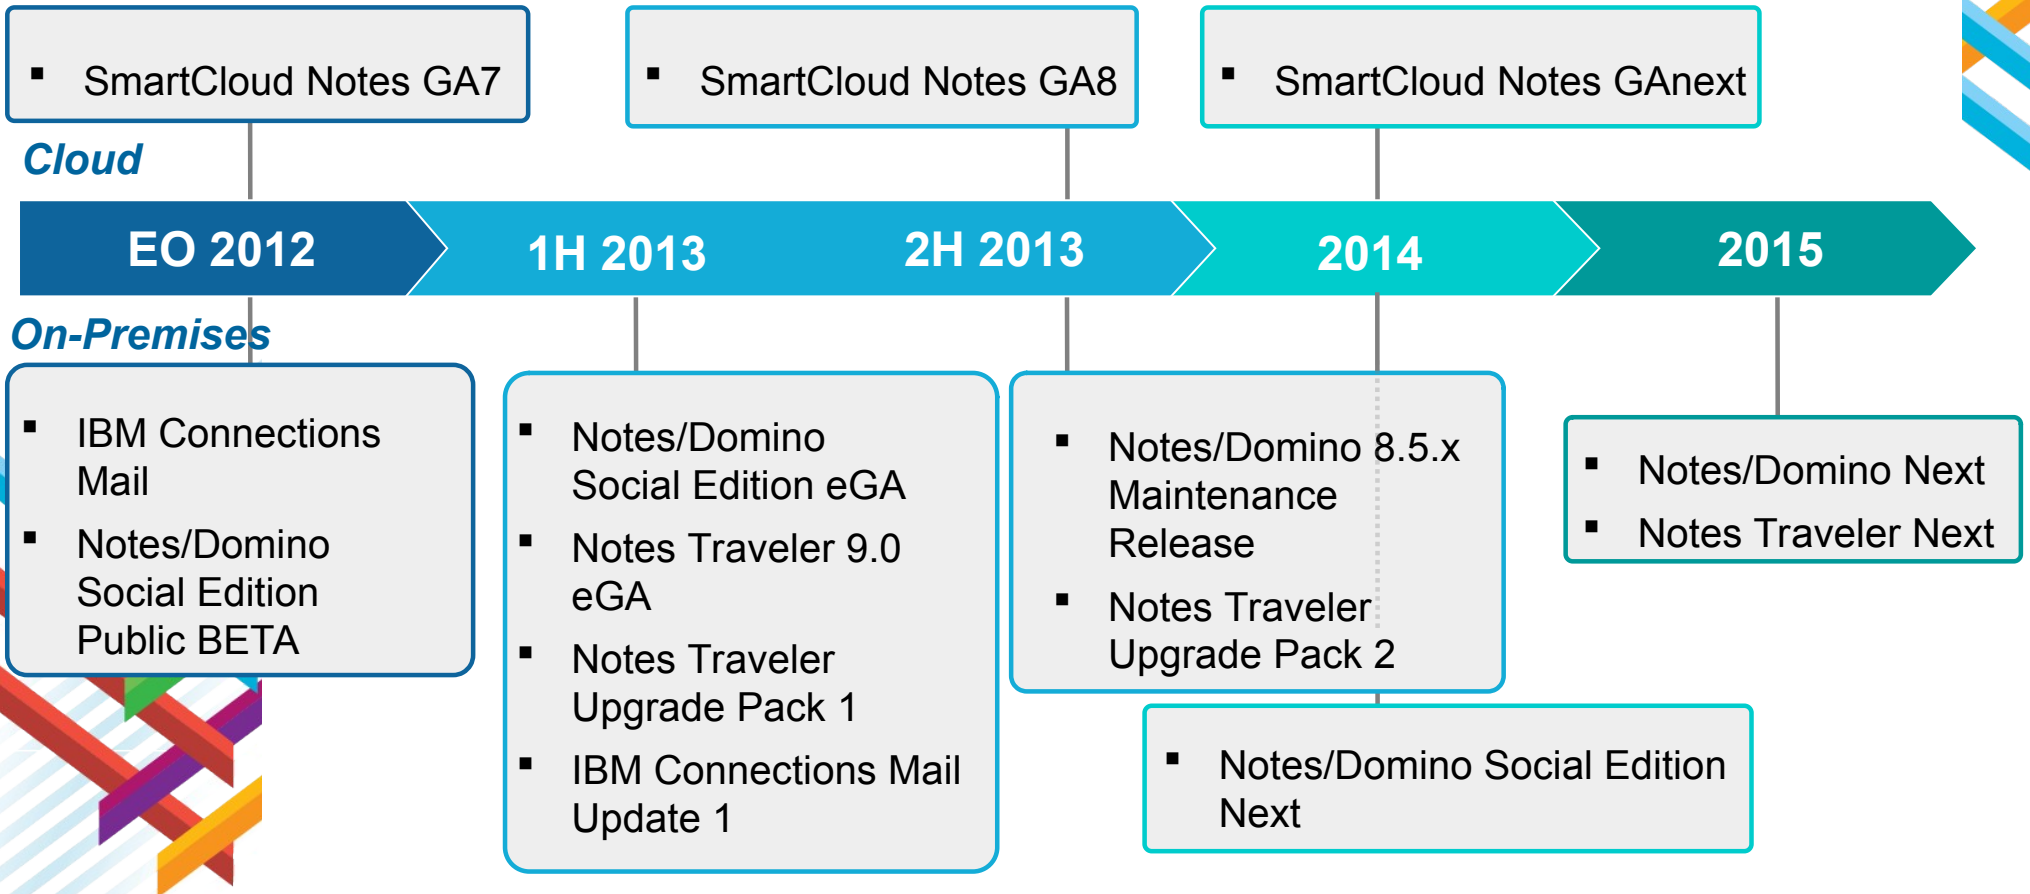 SmartCloud Notes GA7
SmartCloud Notes GA8
SmartCloud Notes GAnext
Cloud
EO 2012
1H 2013
2H 2013
2014
2015
On-Premises
IBM Connections
Mail
Notes/Domino
Social Edition
Public BETA
Notes/Domino
Social Edition eGA
Notes Traveler 9.0
eGA
Notes Traveler
Upgrade Pack 1
IBM Connections Mail
Update 1
Notes/Domino 8.5.x
Maintenance
Release
Notes Traveler
Upgrade Pack 2
Notes/Domino Social Edition
Next
Notes/Domino Next
Notes Traveler Next